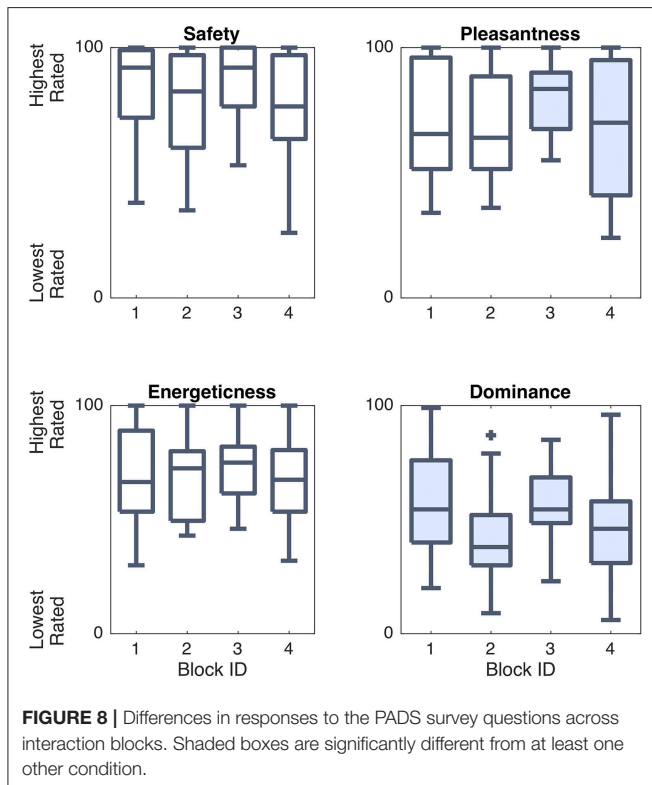 Safety
Pleasantness
Highest
Rated
100
100
Lowest
Rated
0
0
1 2 3 4
1 2 3 4
Energeticness
Dominance
Highest
Rated
100
100
Lowest
Rated
0
0
1 2 3 4
1 2 3 4
Block ID
Block ID
FIGURE 8 | Differences in responses to the PADS survey questions across
interaction blocks. Shaded boxes are significantly different from at least one
other condition.